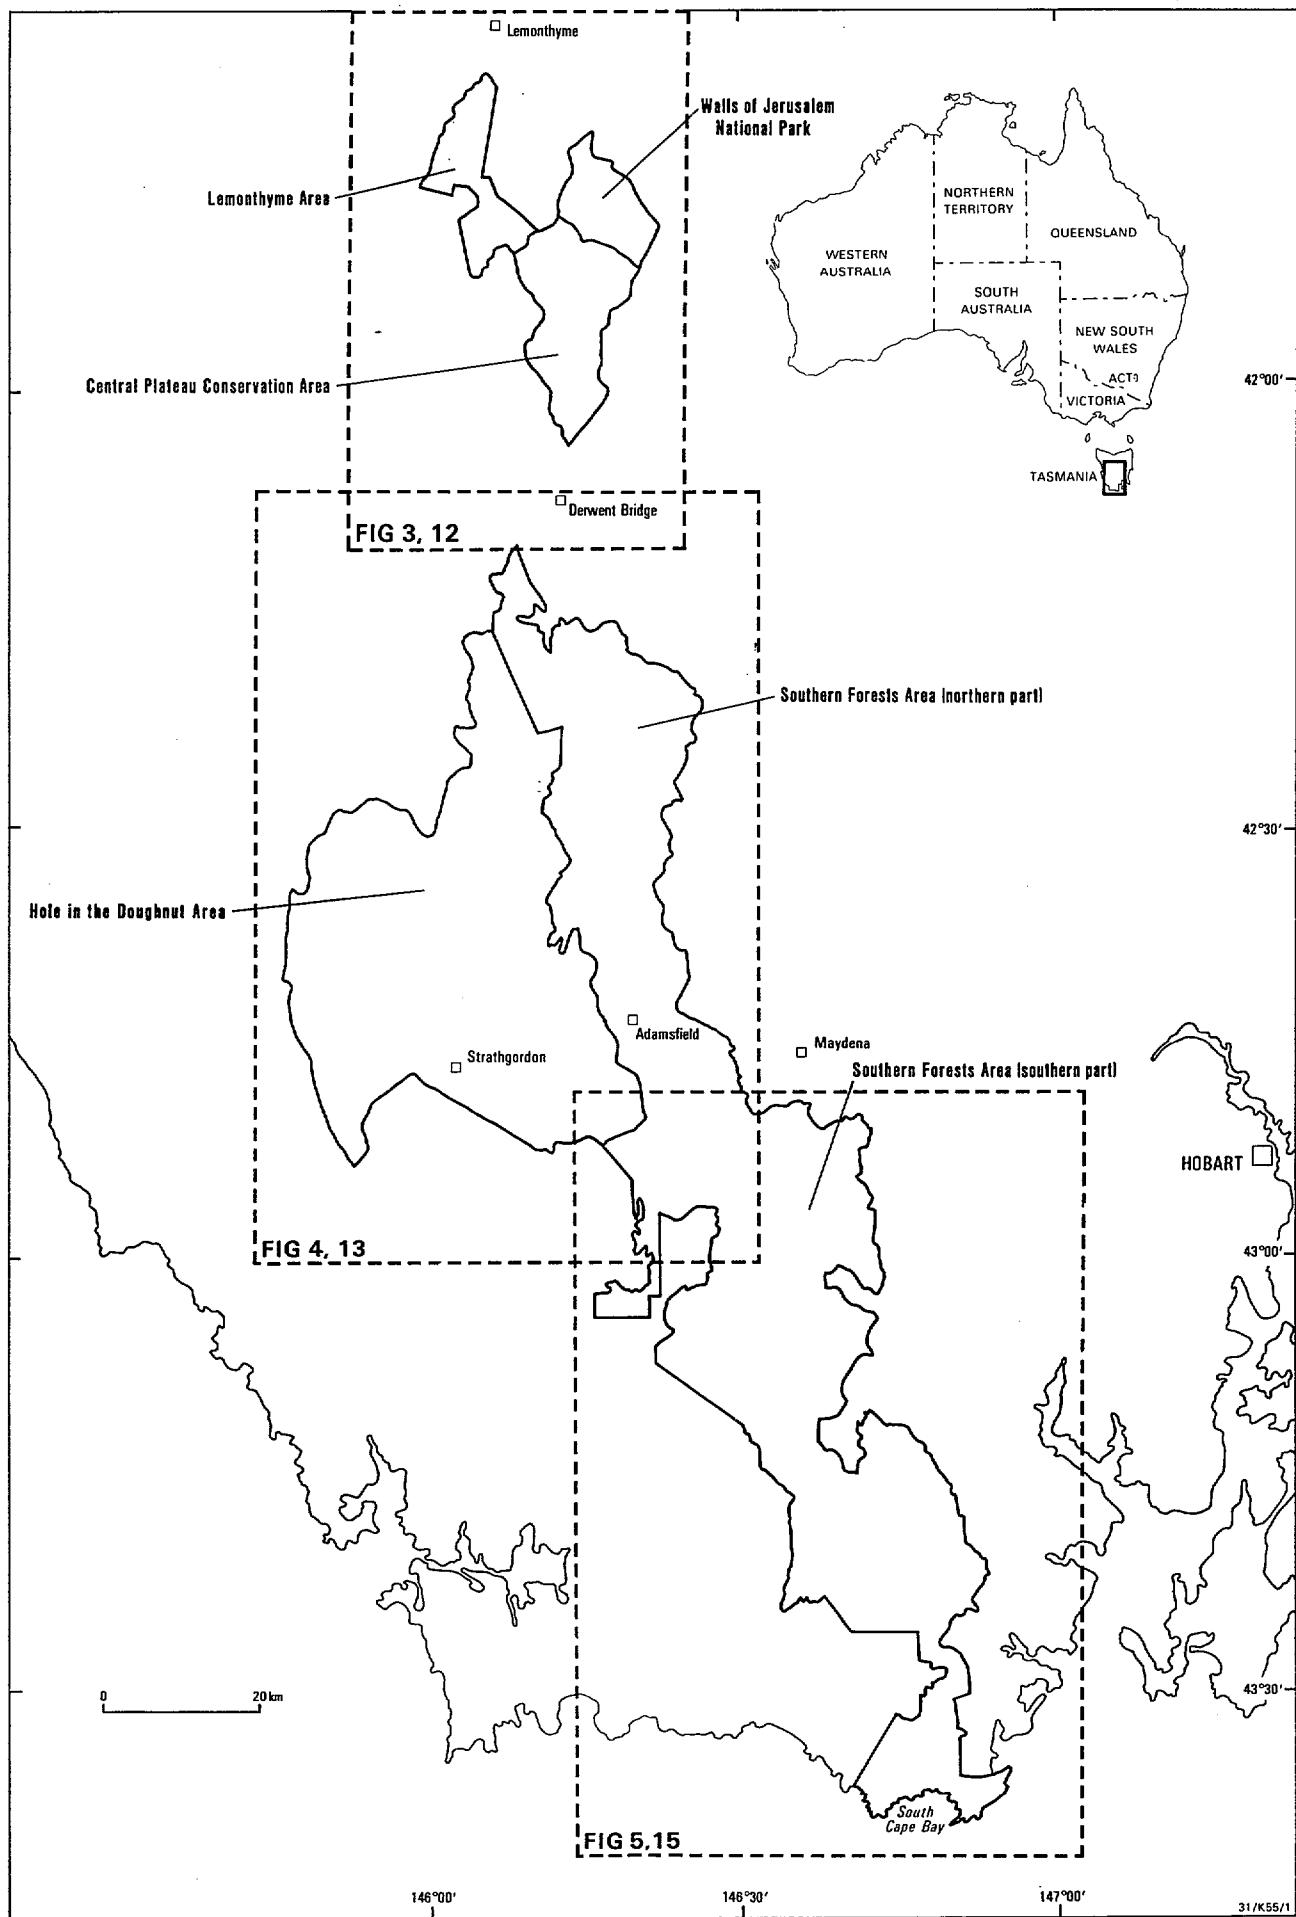 Lemonthyme
Walls of Jerusalem
National Park
Lemonthyme Area
NORTHERN
TERRITORY
QUEENSLAND
WESTERN
AUSTRALIA
SOUTH
AUSTRALIA
NEW SOUTH
WALES
ACT
VICTORIA
Central Plateau Conservation Area
42°00'
TASMANIA
Derwent Bridge
FIG 3, 12
Southern Forests Area (northern part)
42°30'
Hole in the Doughnut Area
Adamsfield
Maydena
Strathgordon
Southern Forests Area (southern part)
HOBART
FIG 4, 13
43°00'
0 20 km
43°30'
South
Cape Bay
FIG 5,15
146°00' 146°30' 147°00'
31/K55/1